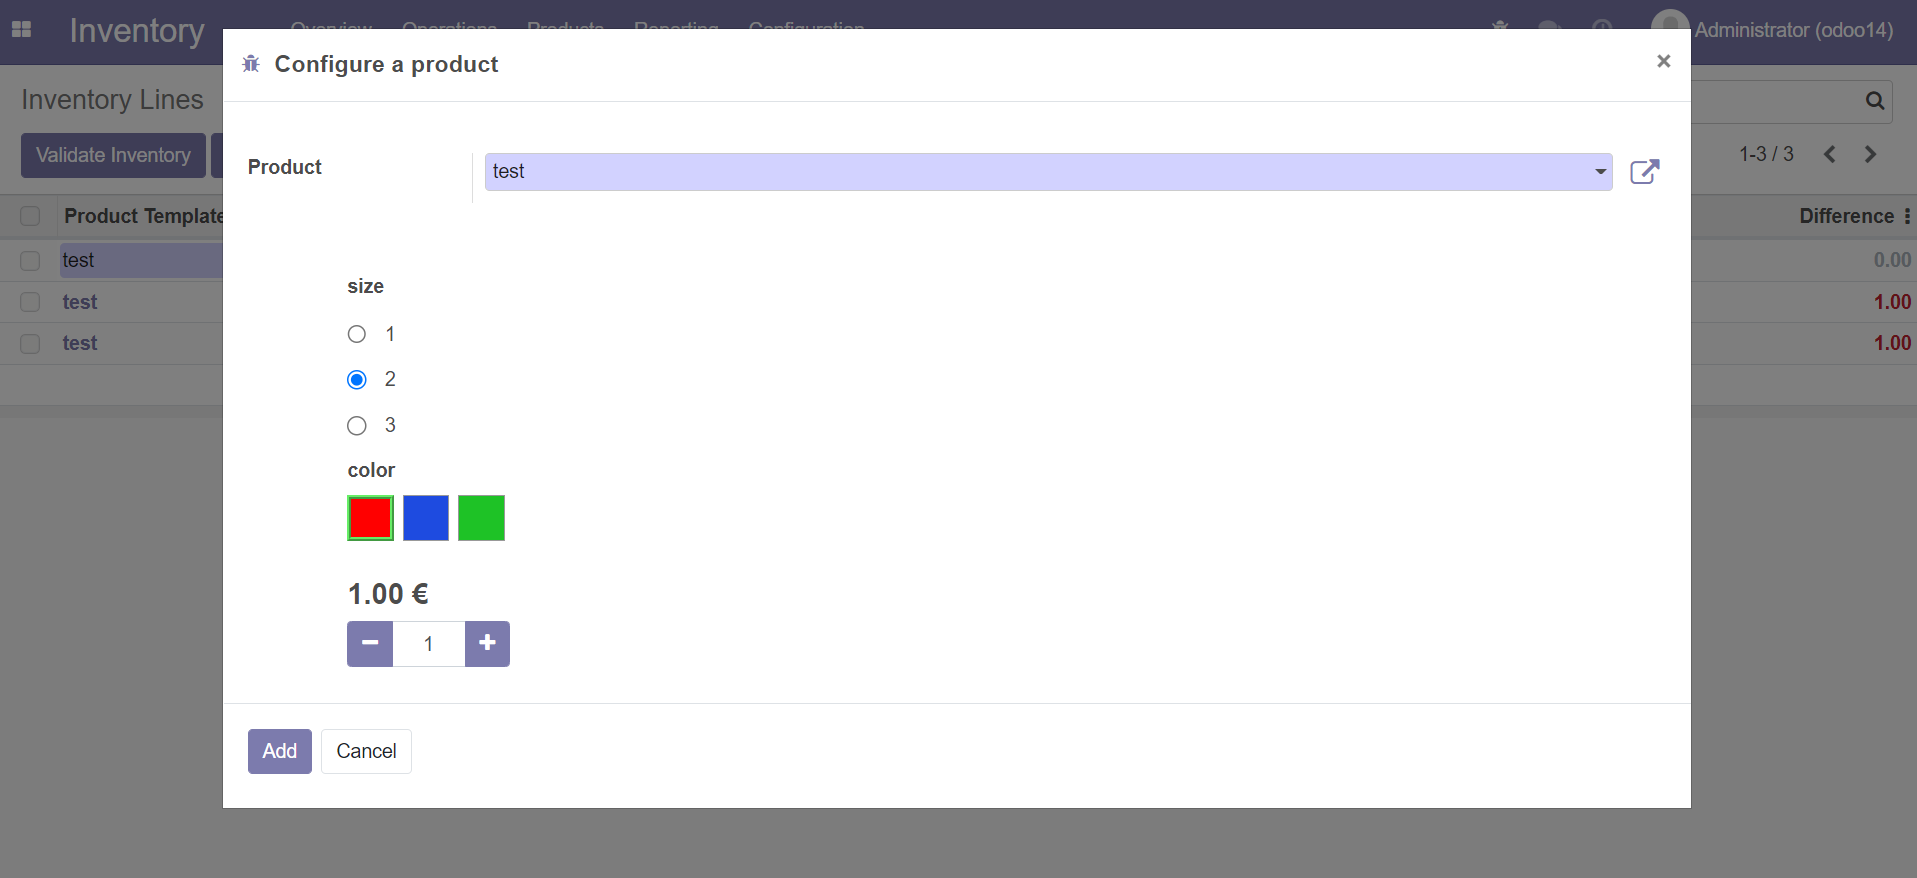 Inventory
Overview Operations Products Reporting Configuration
Administrator (odoo14)
Configure a product
×
Inventory Lines
Validate Inventory
1-3 / 3
Product
test
Product Template
Difference
test
0.00
test
1.00
test
1.00
size
1
2
3
color
1.00 €
1
Add
Cancel